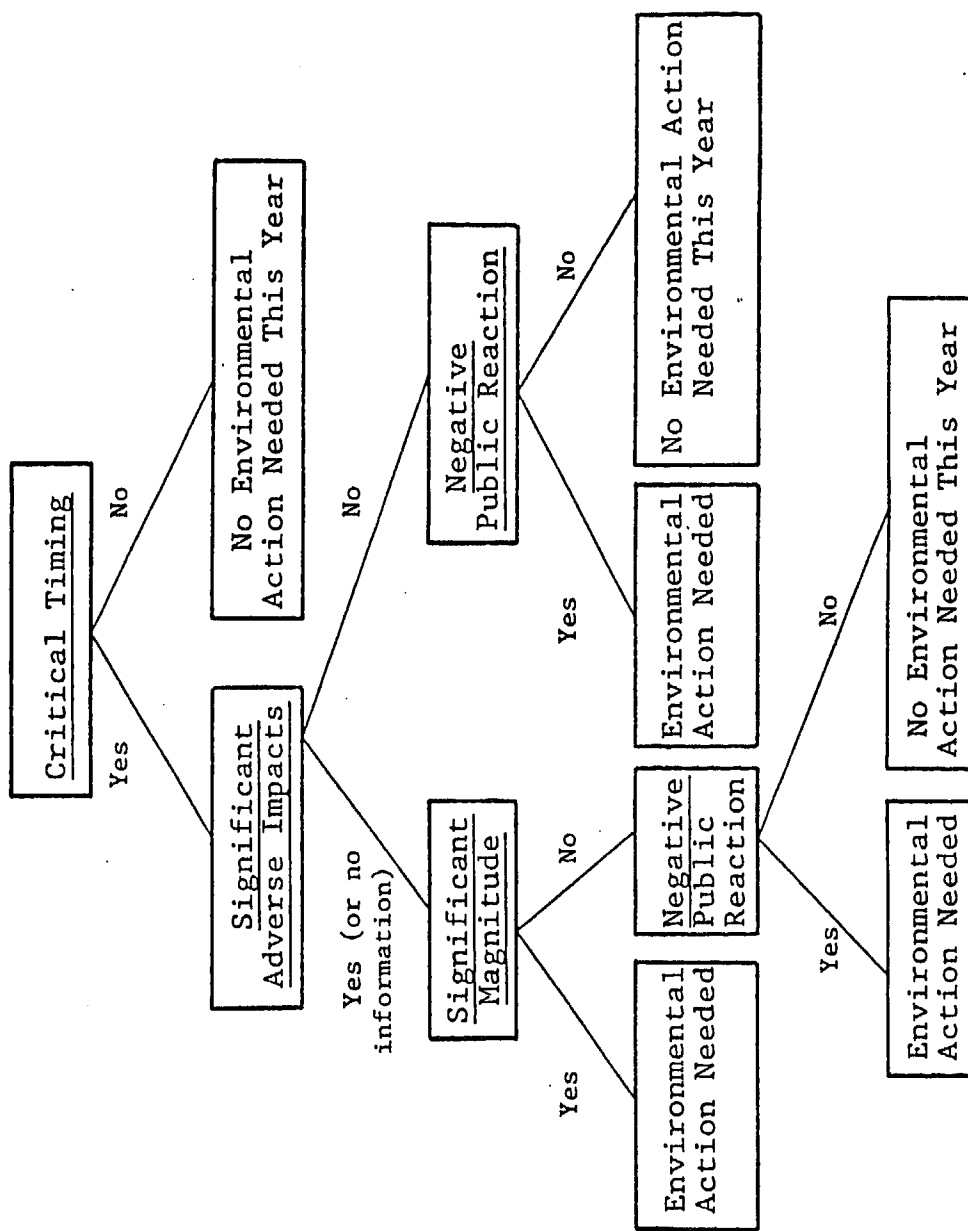 Critical Timing
Yes
No
Significant
Adverse Impacts
No Environmental
Action Needed This Year
Yes (or no
information)
No
Significant
Magnitude
Negative
Public Reaction
Yes
No
Yes
No
Environmental
Action Needed
Negative
Public
Reaction
Environmental
Action Needed
No Environmental Action
Needed This Year
Yes
No
Environmental
Action Needed
No Environmental
Action Needed This Year